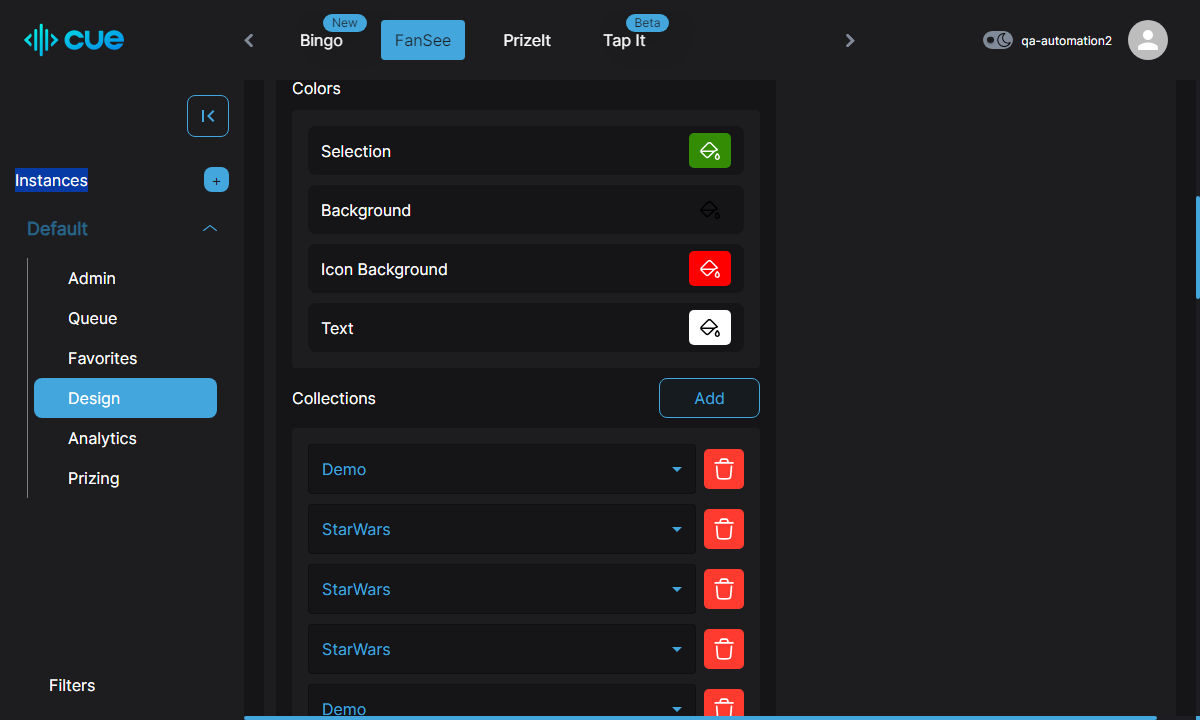 cue
New
Bingo
FanSee
PrizeIt
Beta
Tap It
qa-automation2
Instances
+
Default
Admin
Queue
Favorites
Design
Analytics
Prizing
Filters
Colors
Selection
Background
Icon Background
Text
Collections
Add
Demo
StarWars
StarWars
StarWars
Demo